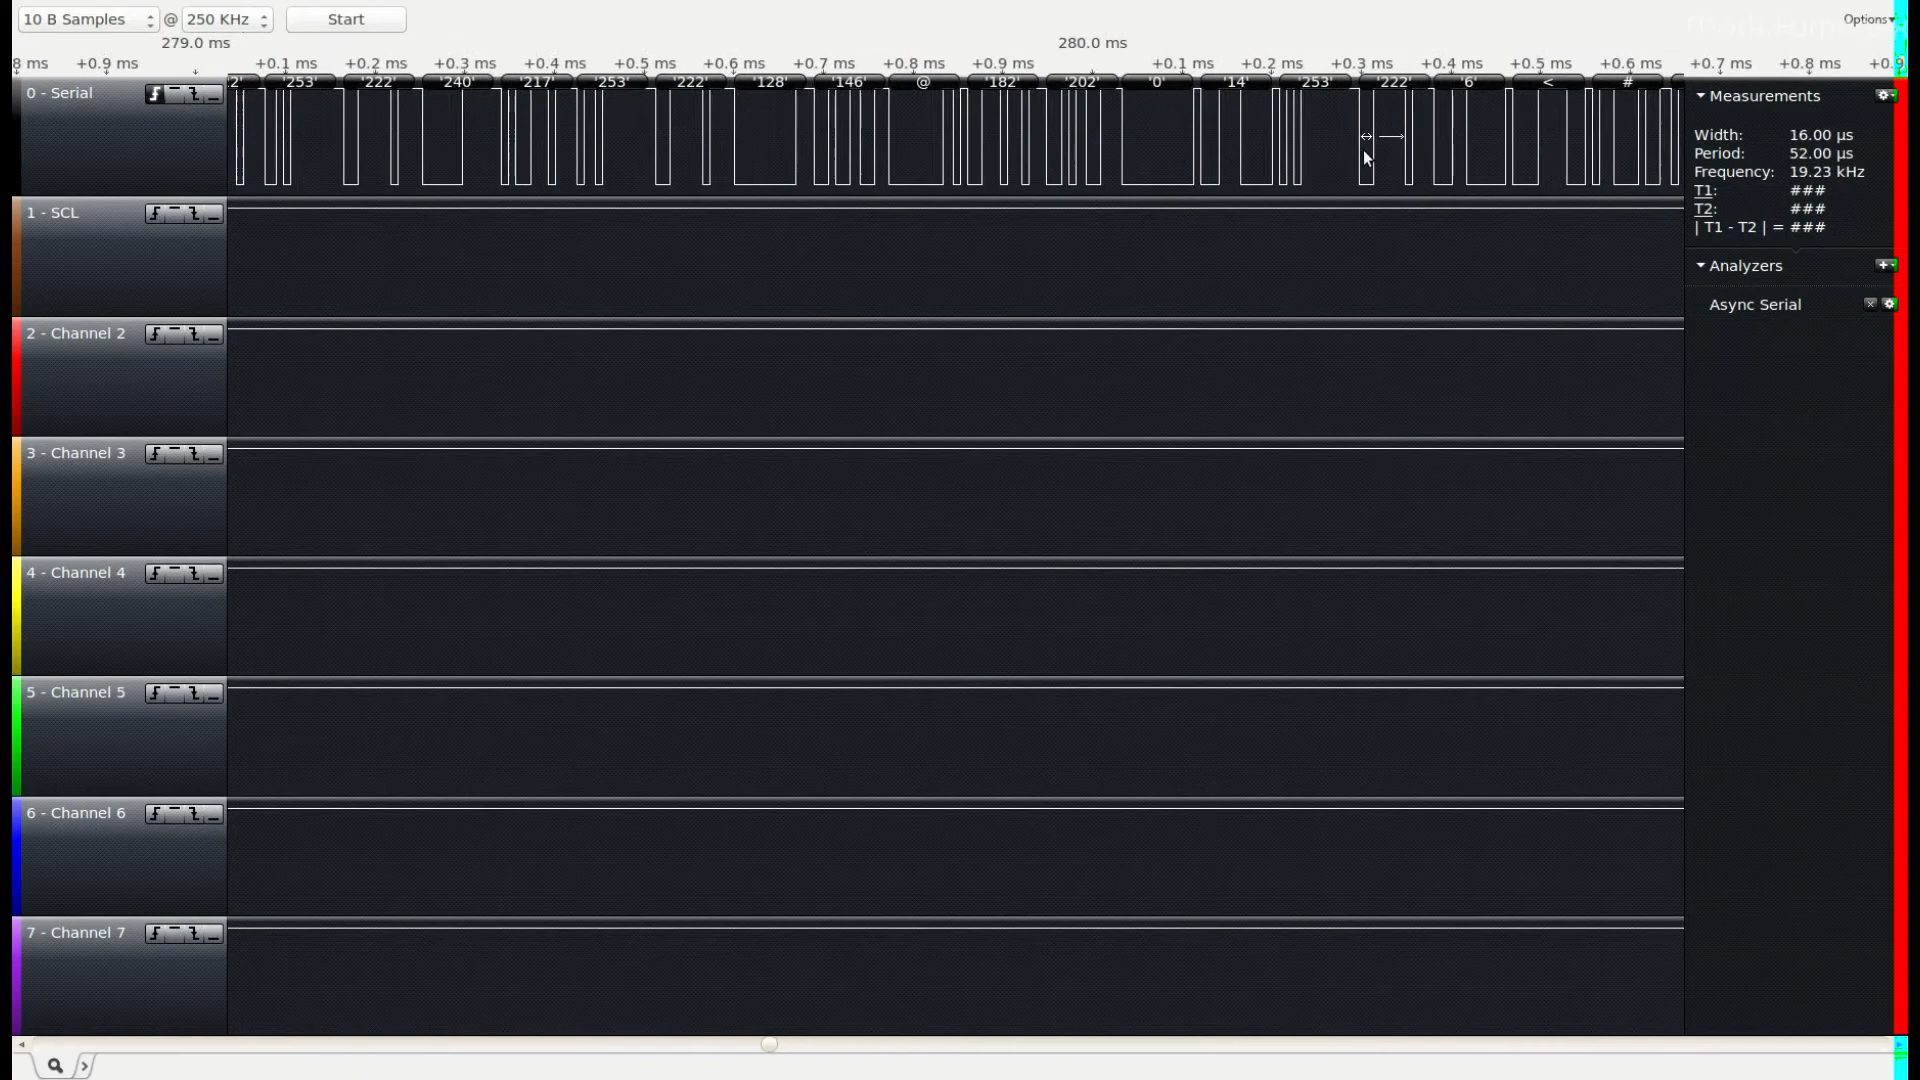 10 B Samples @ 250 KHz Start Options
279.0 ms 280.0 ms
8 ms +0.9 ms +0.1 ms +0.2 ms +0.3 ms +0.4 ms +0.5 ms +0.6 ms +0.7 ms +0.8 ms +0.9 ms +0.1 ms +0.2 ms +0.3 ms +0.4 ms +0.5 ms +0.6 ms +0.7 ms +0.8 ms +0.9
2' '253' '222' '240' '217' '253' '222' '128' '146' @ '182' '202' '0' '14' '253' '222' '6' < #
0 - Serial
1 - SCL
2 - Channel 2
3 - Channel 3
4 - Channel 4
5 - Channel 5
6 - Channel 6
7 - Channel 7
Measurements
Width: 16.00 µs
Period: 52.00 µs
Frequency: 19.23 kHz
T1: ###
T2: ###
| T1 - T2 | = ###
Analyzers
Async Serial